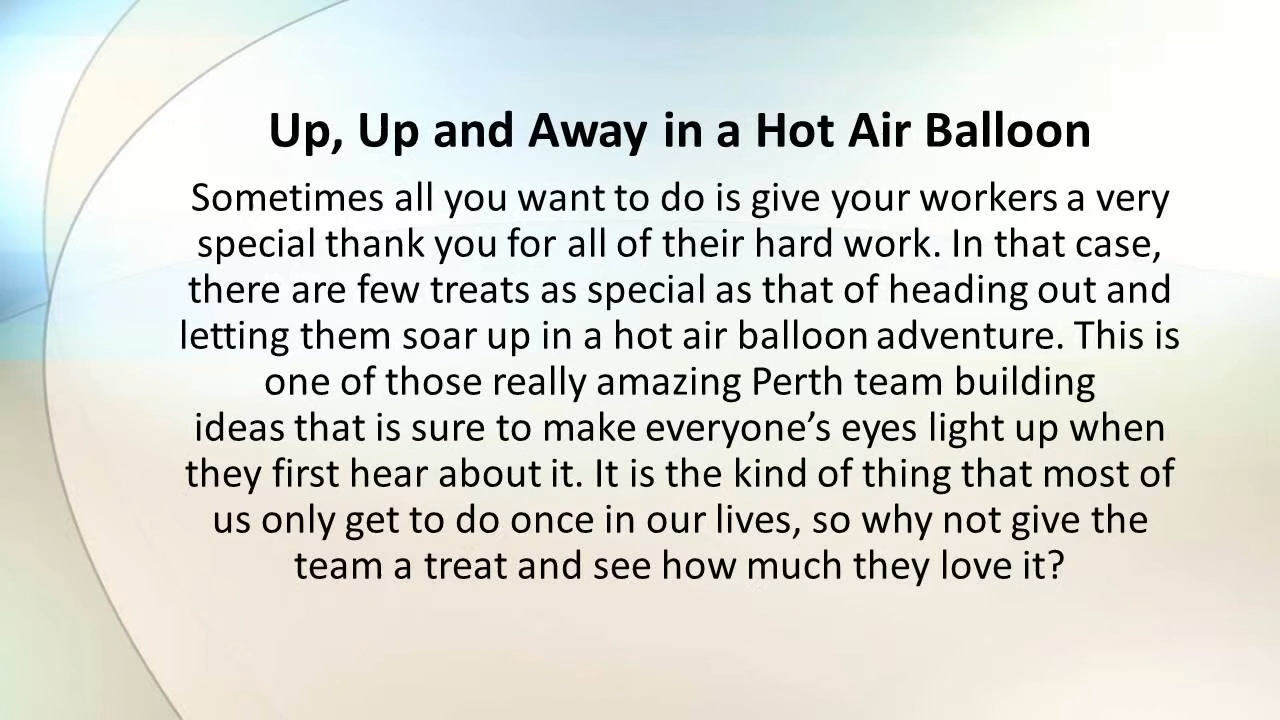 Up, Up and Away in a Hot Air Balloon
Sometimes all you want to do is give your workers a very
special thank you for all of their hard work. In that case,
there are few treats as special as that of heading out and
letting them soar up in a hot air balloon adventure. This is
one of those really amazing Perth team building
ideas that is sure to make everyone’s eyes light up when
they first hear about it. It is the kind of thing that most of
us only get to do once in our lives, so why not give the
team a treat and see how much they love it?